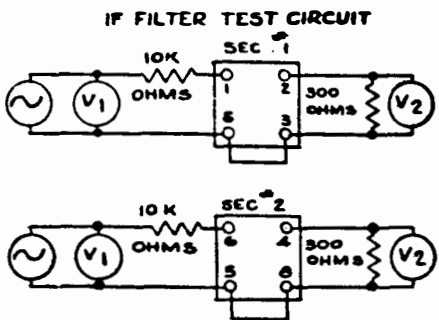 IF FILTER TEST CIRCUIT
10K
OHMS
SEC #1
1
2
5
3
300
OHMS
V1
V2
10K
OHMS
SEC #2
6
4
5
8
300
OHMS
V1
V2